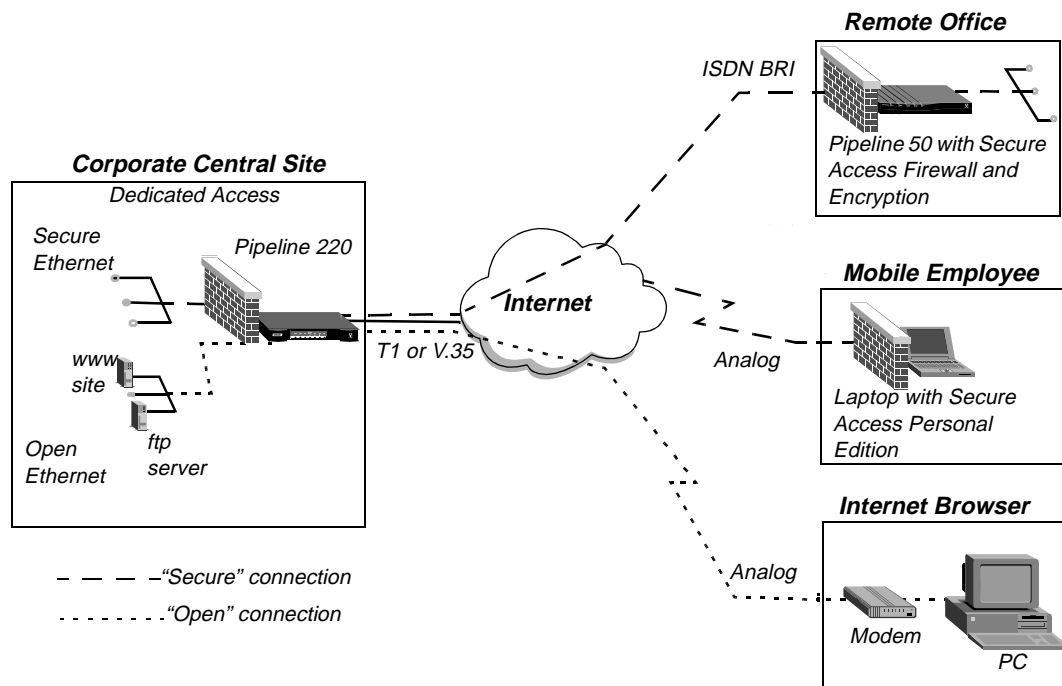 Remote Office
ISDN BRI
Pipeline 50 with Secure
Access Firewall and
Encryption
Corporate Central Site
Dedicated Access
Secure
Ethernet
Pipeline 220
Internet
T1 or V.35
www
site
ftp
server
Open
Ethernet
Mobile Employee
Analog
Laptop with Secure
Access Personal
Edition
Internet Browser
Analog
Modem
PC
“Secure” connection
“Open” connection